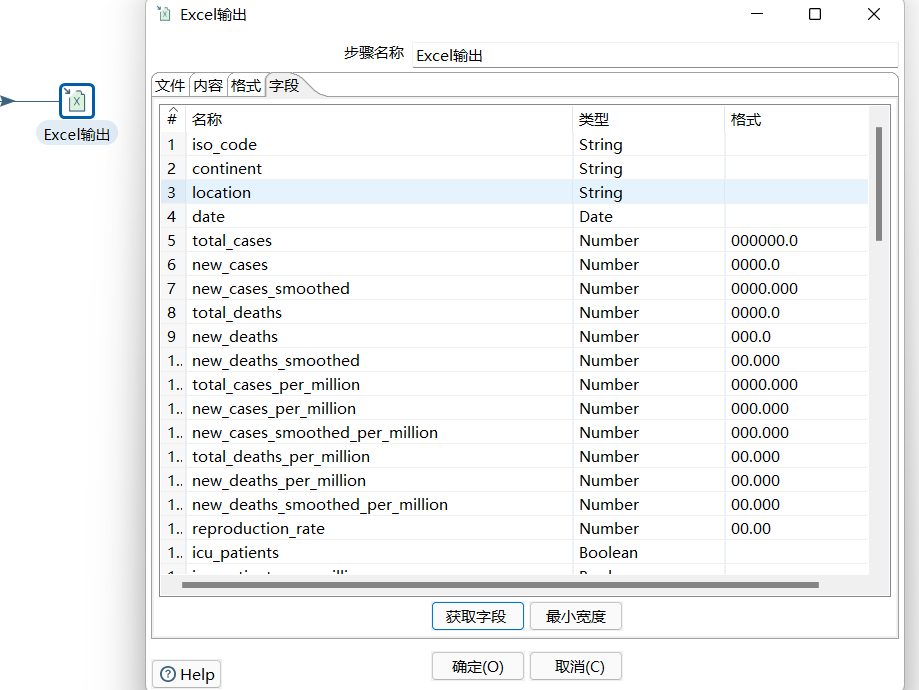 Excel输出
步骤名称 Excel输出
文件 内容 格式 字段
# 名称 类型 格式
1 iso_code String
2 continent String
3 location String
4 date Date
5 total_cases Number 000000.0
6 new_cases Number 0000.0
7 new_cases_smoothed Number 0000.000
8 total_deaths Number 0000.0
9 new_deaths Number 000.0
1.. new_deaths_smoothed Number 00.000
1.. total_cases_per_million Number 0000.000
1.. new_cases_per_million Number 000.000
1.. new_cases_smoothed_per_million Number 000.000
1.. total_deaths_per_million Number 00.000
1.. new_deaths_per_million Number 00.000
1.. new_deaths_smoothed_per_million Number 00.000
1.. reproduction_rate Number 00.00
1.. icu_patients Boolean
获取字段 最小宽度
Help 确定(O) 取消(C)
Excel输出